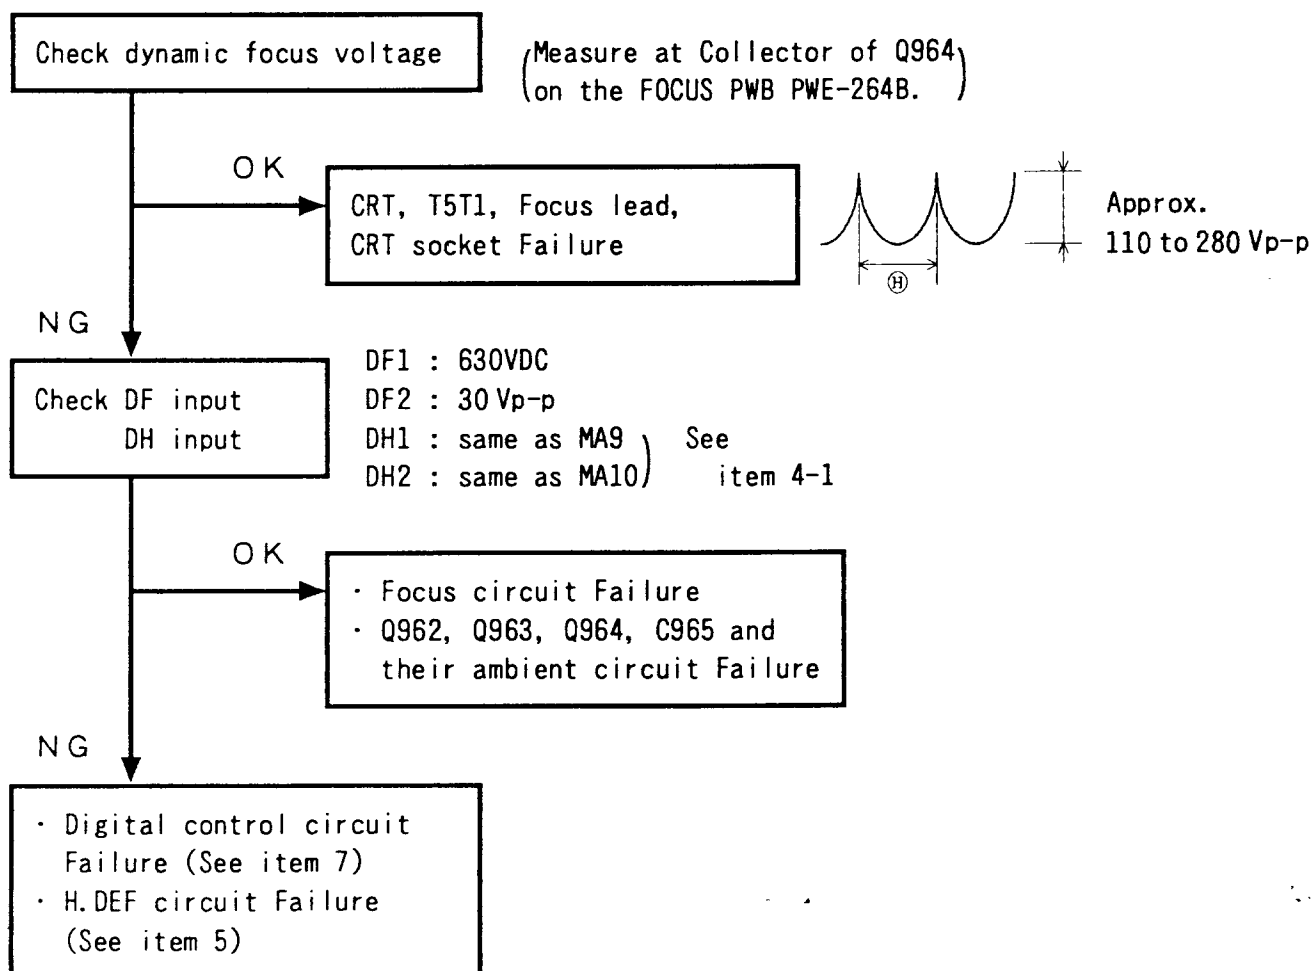 Check dynamic focus voltage
(Measure at Collector of Q964
on the FOCUS PWB PWE-264B.)
OK
CRT, T5T1, Focus lead,
CRT socket Failure
Approx.
110 to 280 Vp-p
Ⓗ
NG
Check DF input
DH input
DF1 : 630VDC
DF2 : 30 Vp-p
DH1 : same as MA9
DH2 : same as MA10
) See
item 4-1
OK
· Focus circuit Failure
· Q962, Q963, Q964, C965 and
their ambient circuit Failure
NG
· Digital control circuit
Failure (See item 7)
· H.DEF circuit Failure
(See item 5)